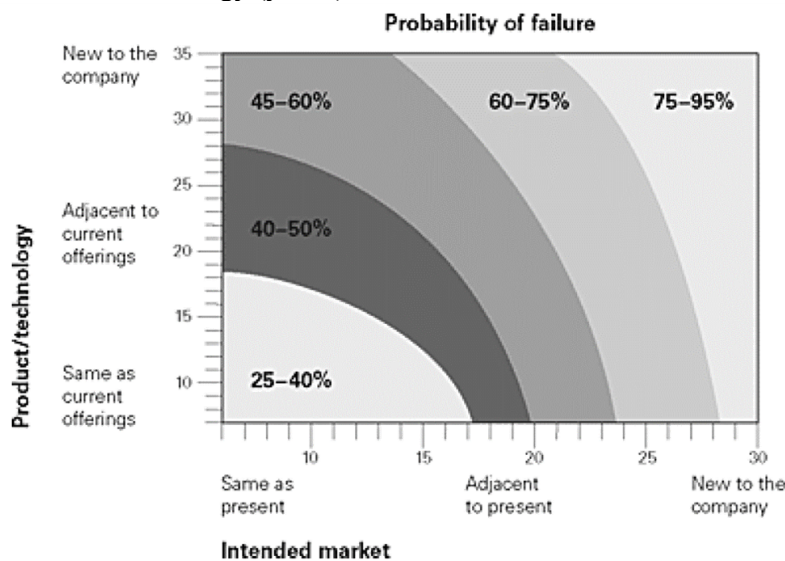 Probability of failure
New to the
company
35
45–60%
60–75%
75–95%
30
25
Adjacent to
current
offerings
40–50%
20
15
Same as
current
offerings
25–40%
10
Product/technology
10
15
20
25
30
Same as
present
Adjacent
to present
New to the
company
Intended market